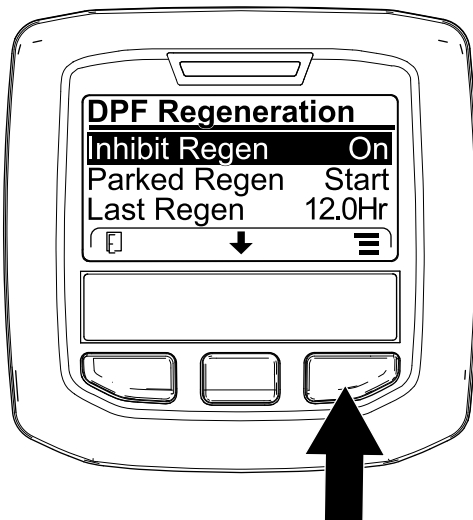 DPF Regeneration
Inhibit Regen On
Parked Regen Start
Last Regen 12.0Hr